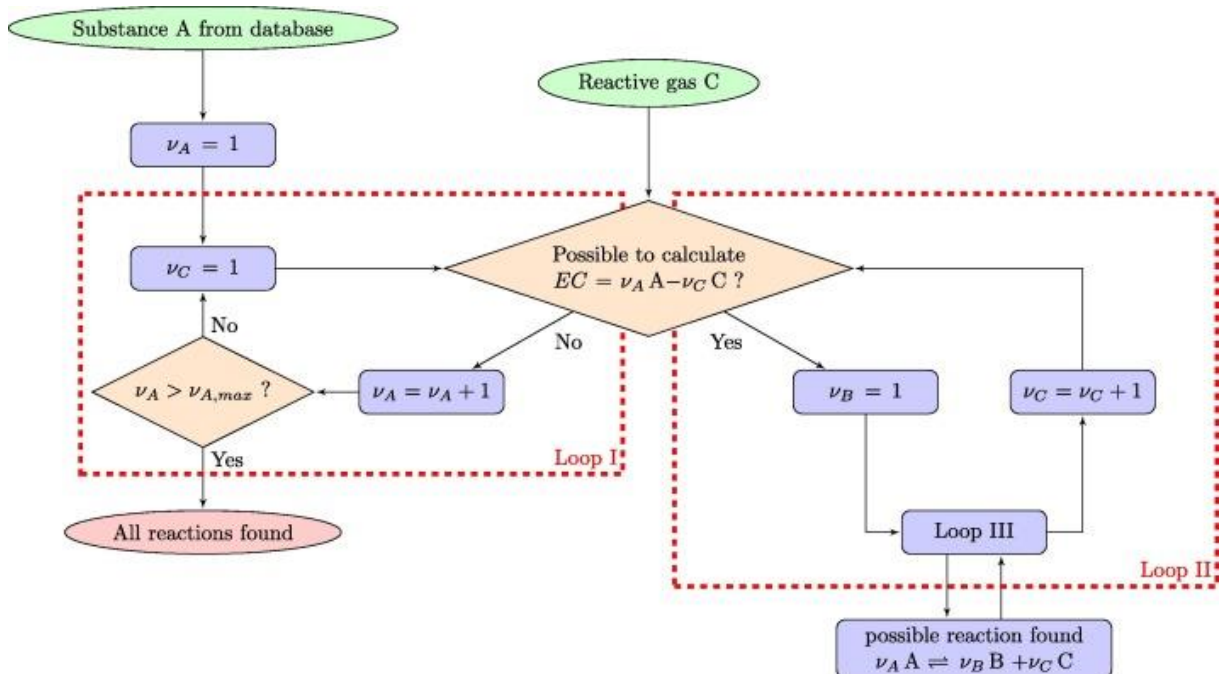 Substance A from database
Reactive gas C
ν_A = 1
ν_C = 1
Possible to calculate
EC = ν_A A−ν_C C ?
No
No
Yes
ν_A > ν_{A,max} ?
ν_A = ν_A + 1
ν_B = 1
ν_C = ν_C + 1
Yes
Loop I
All reactions found
Loop III
Loop II
possible reaction found
ν_A A ⇌ ν_B B +ν_C C